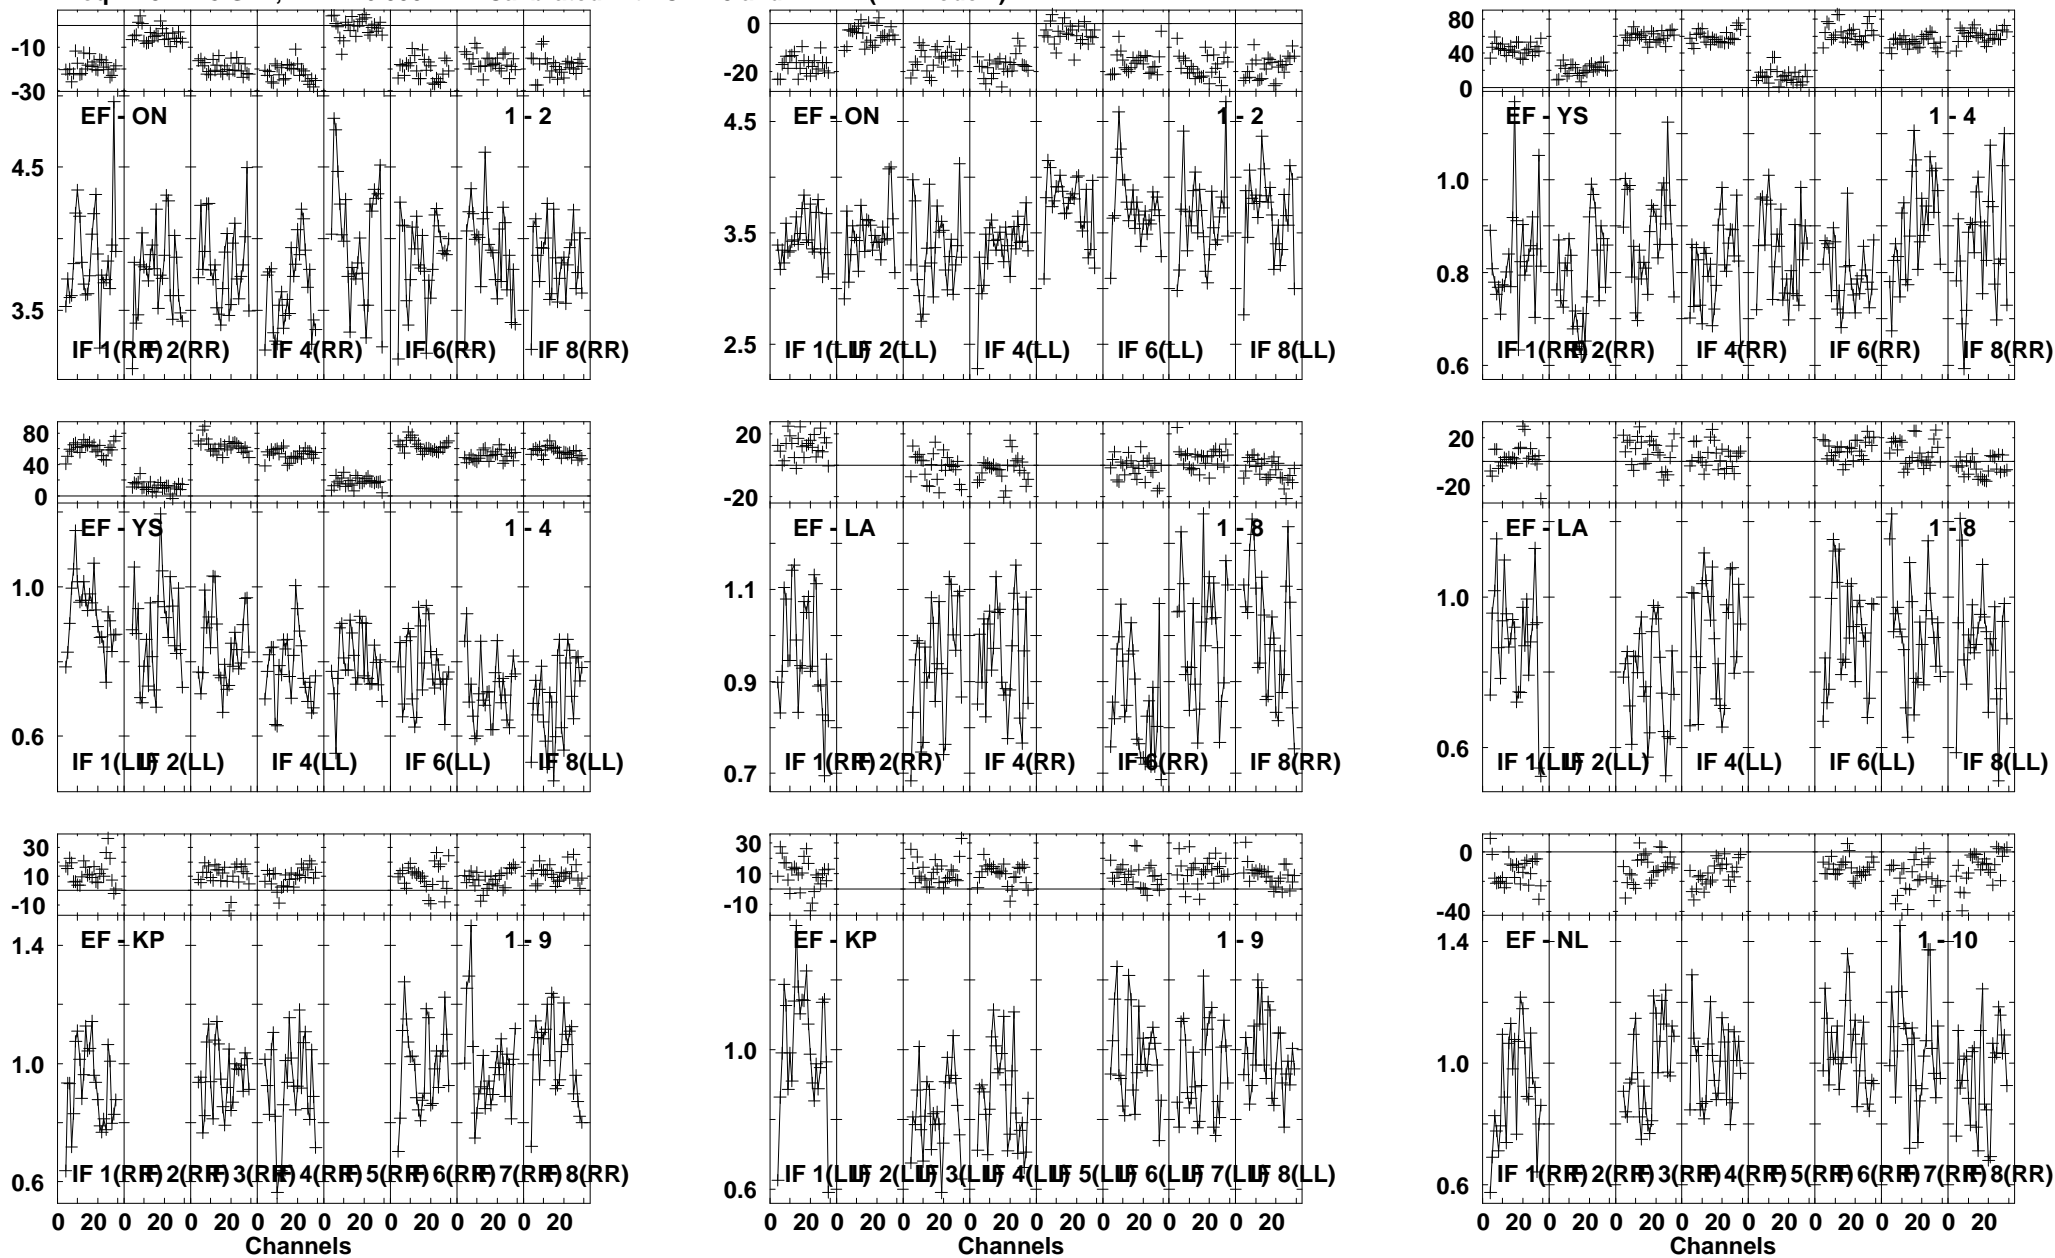 -10
-30
EF - ON 1 - 2
4.5
3.5
IF 1(RR) IF 2(RR) IF 4(RR) IF 6(RR) IF 8(RR)
0
-20
EF - ON 1 - 2
4.5
3.5
2.5
IF 1(LL) IF 2(LL) IF 4(LL) IF 6(LL) IF 8(LL)
80
40
0
EF - YS 1 - 4
1.0
0.8
0.6
IF 1(RR) IF 2(RR) IF 4(RR) IF 6(RR) IF 8(RR)
80
40
0
EF - YS 1 - 4
1.0
0.6
IF 1(LL) IF 2(LL) IF 4(LL) IF 6(LL) IF 8(LL)
20
-20
EF - LA 1 - 8
1.1
0.9
0.7
IF 1(RR) IF 2(RR) IF 4(RR) IF 6(RR) IF 8(RR)
20
-20
EF - LA 1 - 8
1.0
0.6
IF 1(LL) IF 2(LL) IF 4(LL) IF 6(LL) IF 8(LL)
30
10
-10
EF - KP 1 - 9
1.4
1.0
0.6
IF 1(RR) IF 2(RR) IF 3(RR) IF 4(RR) IF 5(RR) IF 6(RR) IF 7(RR) IF 8(RR)
0 20 0 20 0 20 0 20 0 20 0 20 0 20 0 20
Channels
30
10
-10
EF - KP 1 - 9
1.0
0.6
IF 1(LL) IF 2(LL) IF 3(LL) IF 4(LL) IF 5(LL) IF 6(LL) IF 7(LL) IF 8(LL)
0 20 0 20 0 20 0 20 0 20 0 20 0 20 0 20
Channels
0
-40
EF - NL 1 - 10
1.4
1.0
0.6
IF 1(RR) IF 2(RR) IF 3(RR) IF 4(RR) IF 5(RR) IF 6(RR) IF 7(RR) IF 8(RR)
0 20 0 20 0 20 0 20 0 20 0 20 0 20 0 20
Channels